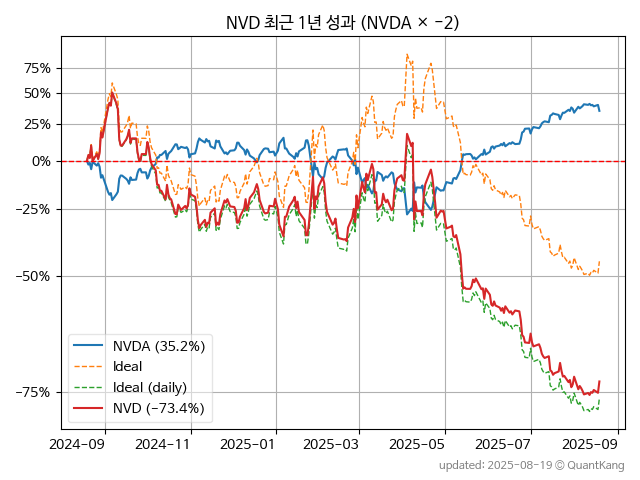 NVD 최근 1년 성과 (NVDA × −2)
75%
50%
25%
0%
−25%
−50%
−75%
NVDA (35.2%)
Ideal
Ideal (daily)
NVD (−73.4%)
2024-09
2024-11
2025-01
2025-03
2025-05
2025-07
2025-09
updated: 2025-08-19 © QuantKang